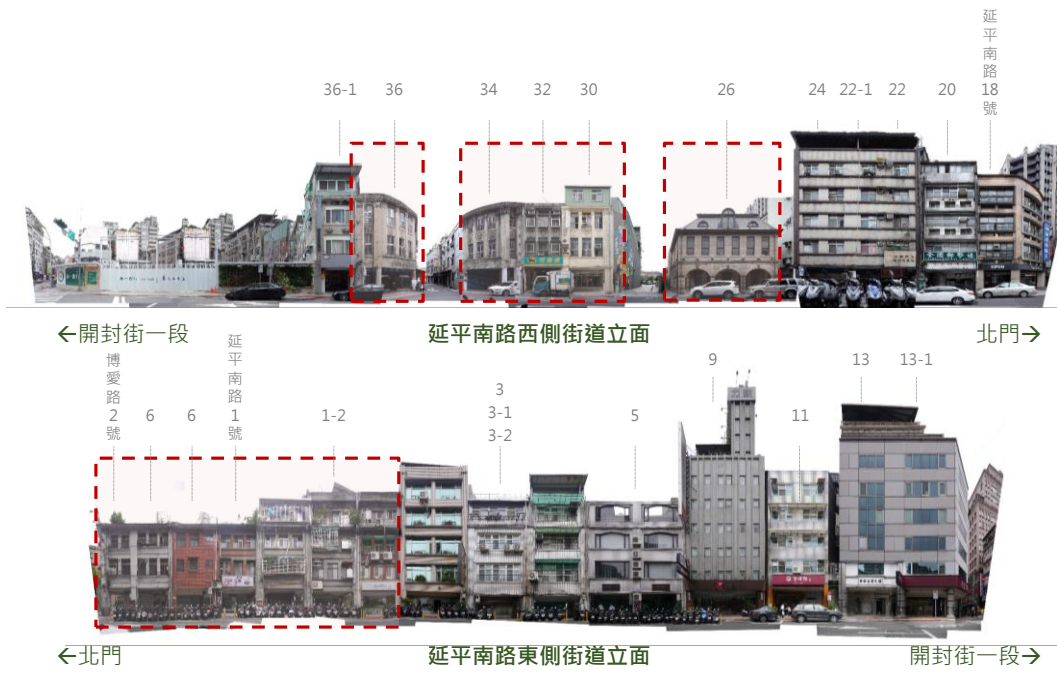 延平南路18號
36-1 36 34 32 30 26 24 22-1 22 20
←開封街一段 延平南路西側街道立面 北門→
博愛路2號 6 6 延平南路1號 1-2 3 5 9 11 13 13-1
3-1
3-2
←北門 延平南路東側街道立面 開封街一段→